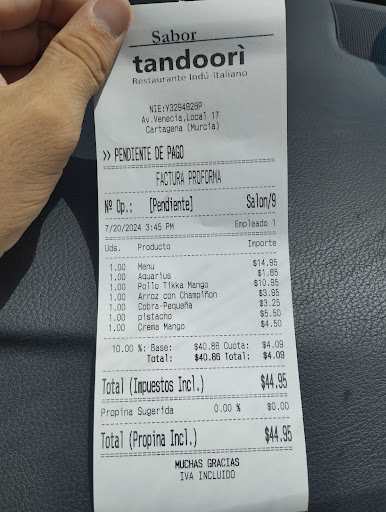 Sabor
tandoorì
Restaurante Indú-Italiano
NIE:Y3294928P
Av.Venecia,Local 17
Cartagena (Murcia)
>> PENDIENTE DE PAGO
FACTURA PROFORMA
Nº Op.: [Pendiente] Salon/9
7/20/2024 3:45 PM Empleado 1
Uds. Producto Importe
1.00 Menu $14.95
1.00 Aquarius $1.85
1.00 Pollo Tikka Mango $10.95
1.00 Arroz con Champiñon $3.95
1.00 Cobra-Pequeña $3.25
1.00 pistacho $5.50
1.00 Crema Mango $4.50
10.00 %: Base: $40.86 Cuota: $4.09
Total: $40.86 Total: $4.09
Total (Impuestos Incl.) $44.95
Propina Sugerida 0.00 % $0.00
Total (Propina Incl.) $44.95
MUCHAS GRACIAS
IVA INCLUIDO